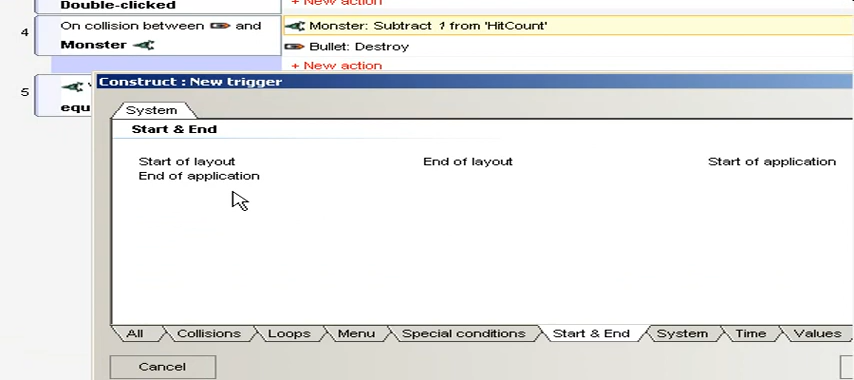 Double-clicked
+ New action
4
On collision between and
Monster
Monster: Subtract 1 from 'HitCount'
Bullet: Destroy
+ New action
5
equ
Construct : New trigger
System
Start & End
Start of layout
End of layout
Start of application
End of application
All
Collisions
Loops
Menu
Special conditions
Start & End
System
Time
Values
Cancel